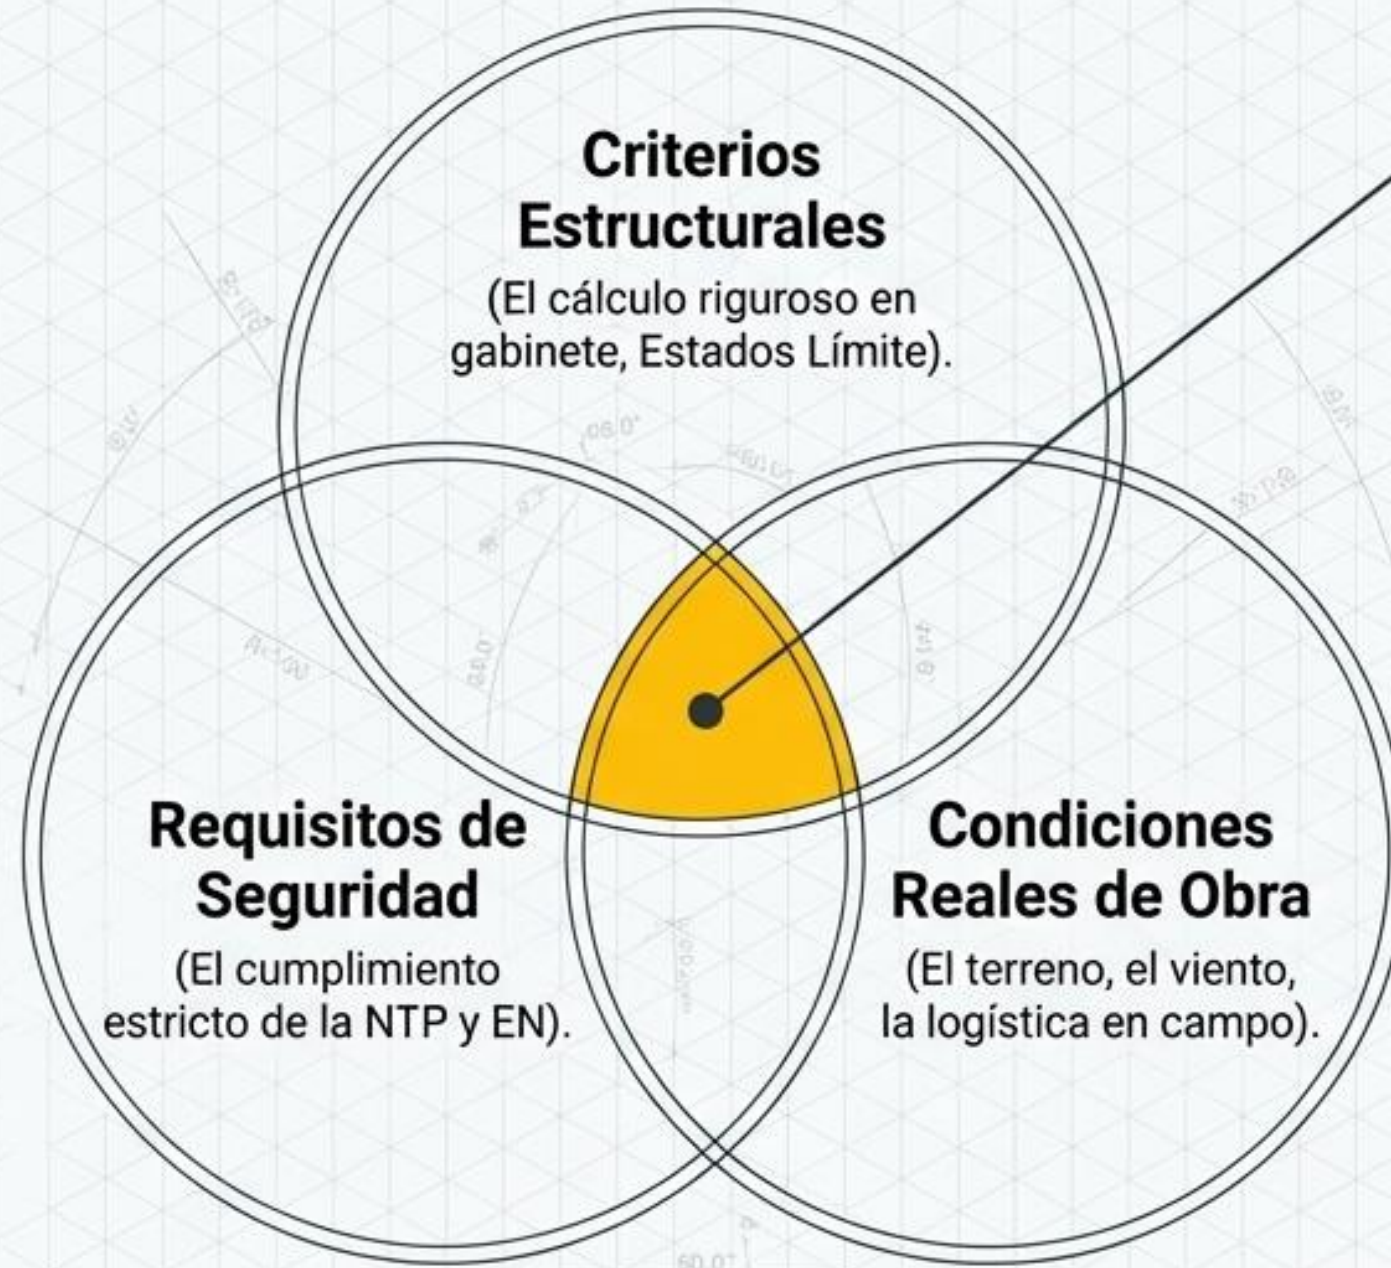 Criterios
Estructurales
(El cálculo riguroso en
gabinete, Estados Límite).
Requisitos de
Seguridad
(El cumplimiento
estricto de la NTP y EN).
Condiciones
Reales de Obra
(El terreno, el viento,
la logística en campo).